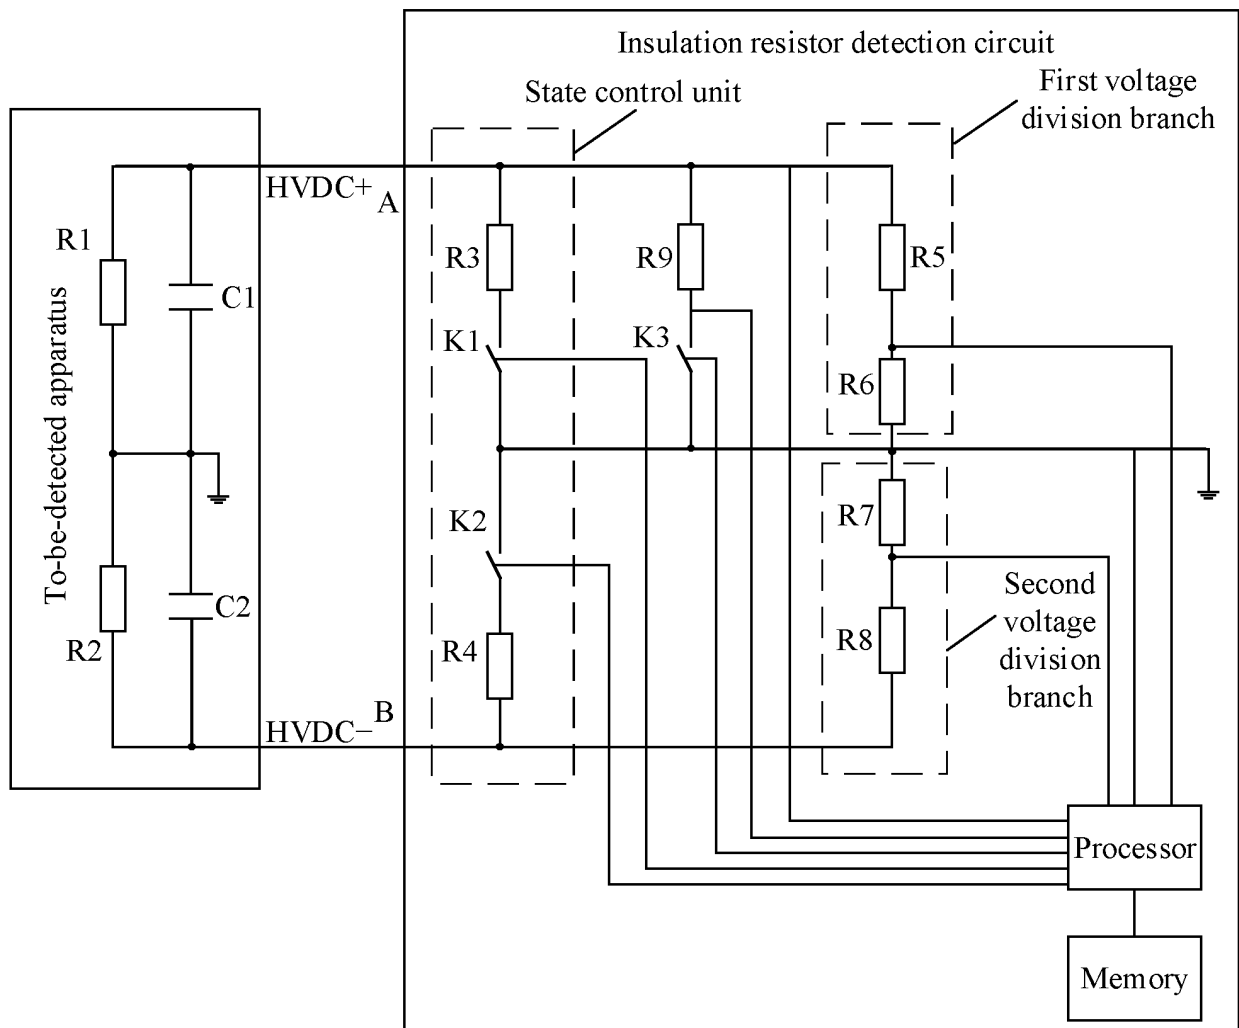 Insulation resistor detection circuit
State control unit
First voltage
division branch
HVDC+
A
R1
C1
To-be-detected apparatus
R3
R9
R5
K1
K3
R6
K2
R7
C2
R2
R4
R8
Second
voltage
division
branch
HVDC−
B
Processor
Memory